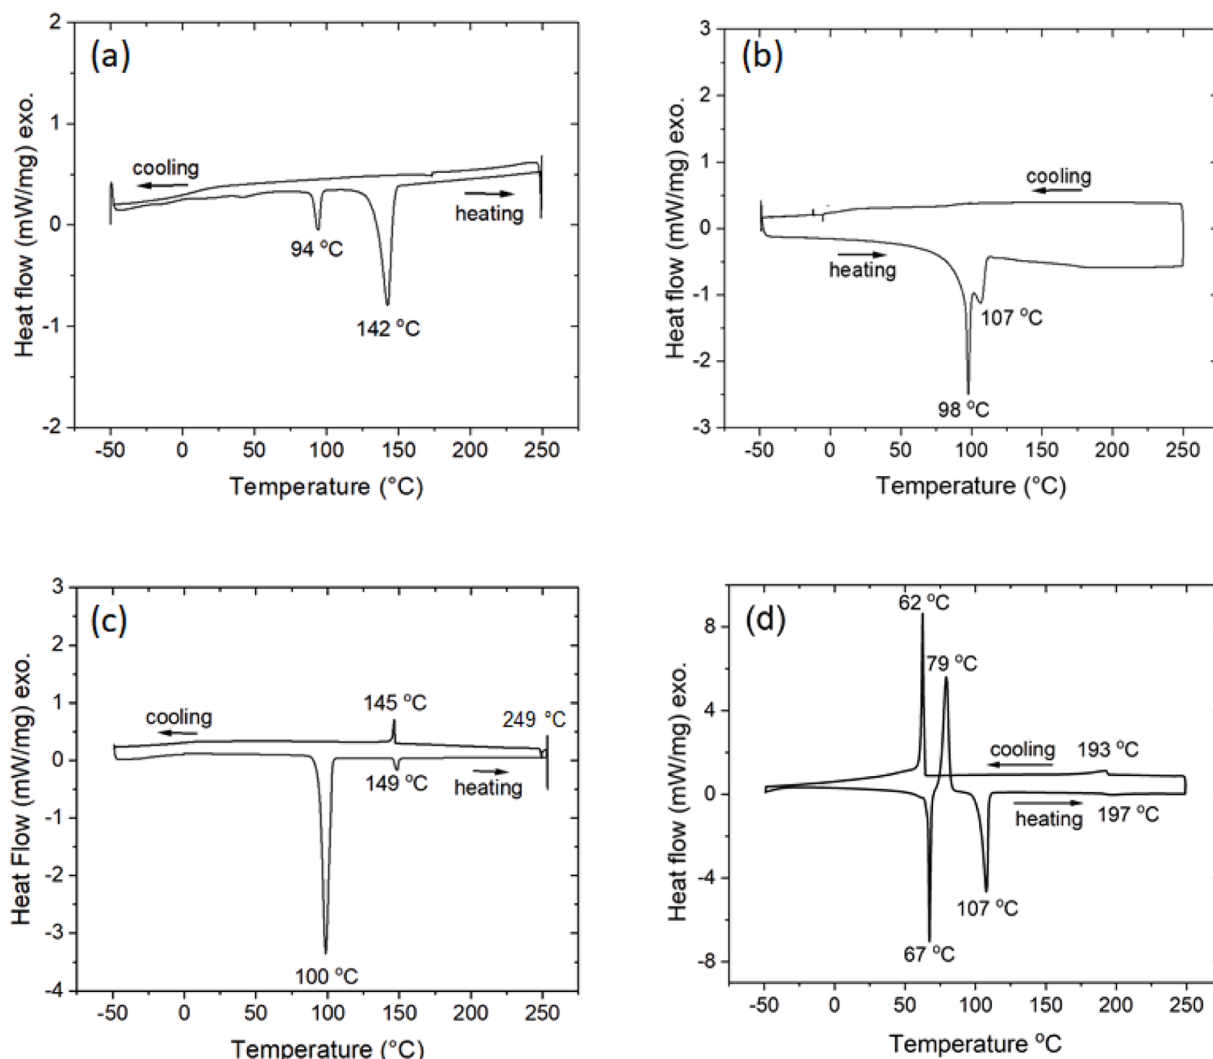 (a)
Heat flow (mW/mg) exo.
2
1
0
-1
-2
cooling
heating
94 °C
142 °C
-50 0 50 100 150 200 250
Temperature (°C)
(b)
Heat flow (mW/mg) exo.
3
2
1
0
-1
-2
-3
cooling
heating
107 °C
98 °C
-50 0 50 100 150 200 250
Temperature (°C)
(c)
Heat Flow (mW/mg) exo.
3
2
1
0
-1
-2
-3
-4
145 °C
249 °C
cooling
149 °C
heating
100 °C
-50 0 50 100 150 200 250
Temperature (°C)
(d)
Heat flow (mW/mg) exo.
8
4
0
-4
-8
62 °C
79 °C
cooling
193 °C
heating
197 °C
107 °C
67 °C
-50 0 50 100 150 200 250
Temperature °C